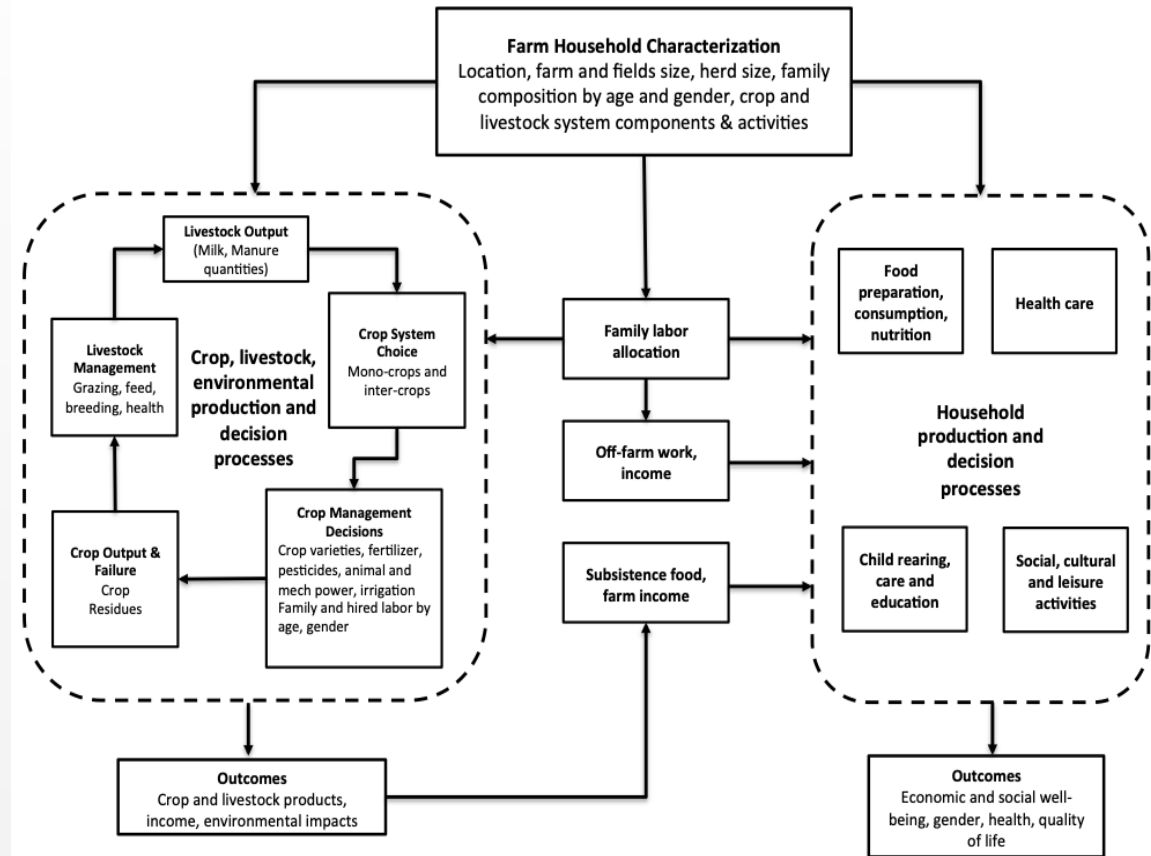 Farm Household Characterization
Location, farm and fields size, herd size, family
composition by age and gender, crop and
livestock system components & activities
Livestock Output
(Milk, Manure
quantities)
Crop System
Choice
Mono-crops and
inter-crops
Livestock
Management
Grazing, feed,
breeding, health
Crop, livestock,
environmental
production and
decision
processes
Crop Management
Decisions
Crop varieties, fertilizer,
pesticides, animal and
mech power, irrigation
Family and hired labor by
age, gender
Crop Output &
Failure
Crop
Residues
Outcomes
Crop and livestock products,
income, environmental impacts
Family labor
allocation
Off-farm work,
income
Subsistence food,
farm income
Food
preparation,
consumption,
nutrition
Health care
Household
production and
decision
processes
Child rearing,
care and
education
Social, cultural
and leisure
activities
Outcomes
Economic and social well-
being, gender, health, quality
of life